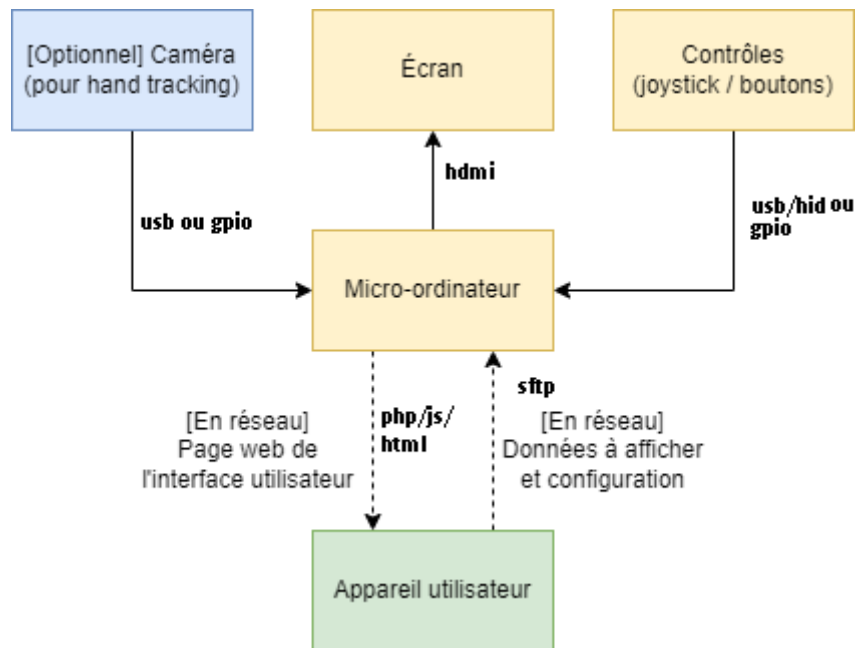 [Optionnel] Caméra
(pour hand tracking)
Écran
Contrôles
(joystick / boutons)
hdmi
usb ou gpio
usb/hid ou
gpio
Micro-ordinateur
[En réseau]
Page web de
l'interface utilisateur
php/js/
html
sftp
[En réseau]
Données à afficher
et configuration
Appareil utilisateur